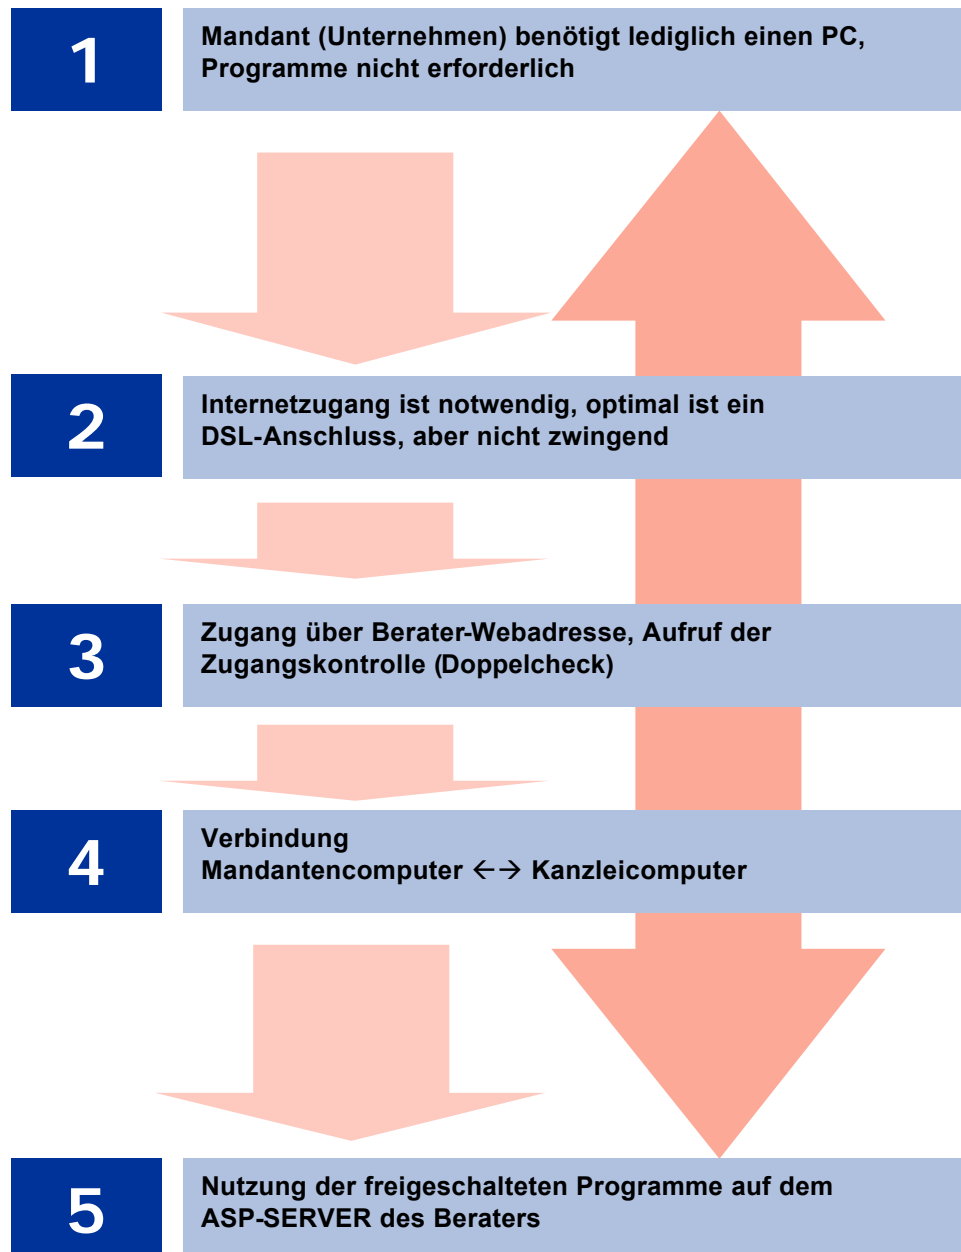 1
Mandant (Unternehmen) benötigt lediglich einen PC,
Programme nicht erforderlich
2
Internetzugang ist notwendig, optimal ist ein
DSL-Anschluss, aber nicht zwingend
3
Zugang über Berater-Webadresse, Aufruf der
Zugangskontrolle (Doppelcheck)
4
Verbindung
Mandantencomputer ←→ Kanzleicomputer
5
Nutzung der freigeschalteten Programme auf dem
ASP-SERVER des Beraters